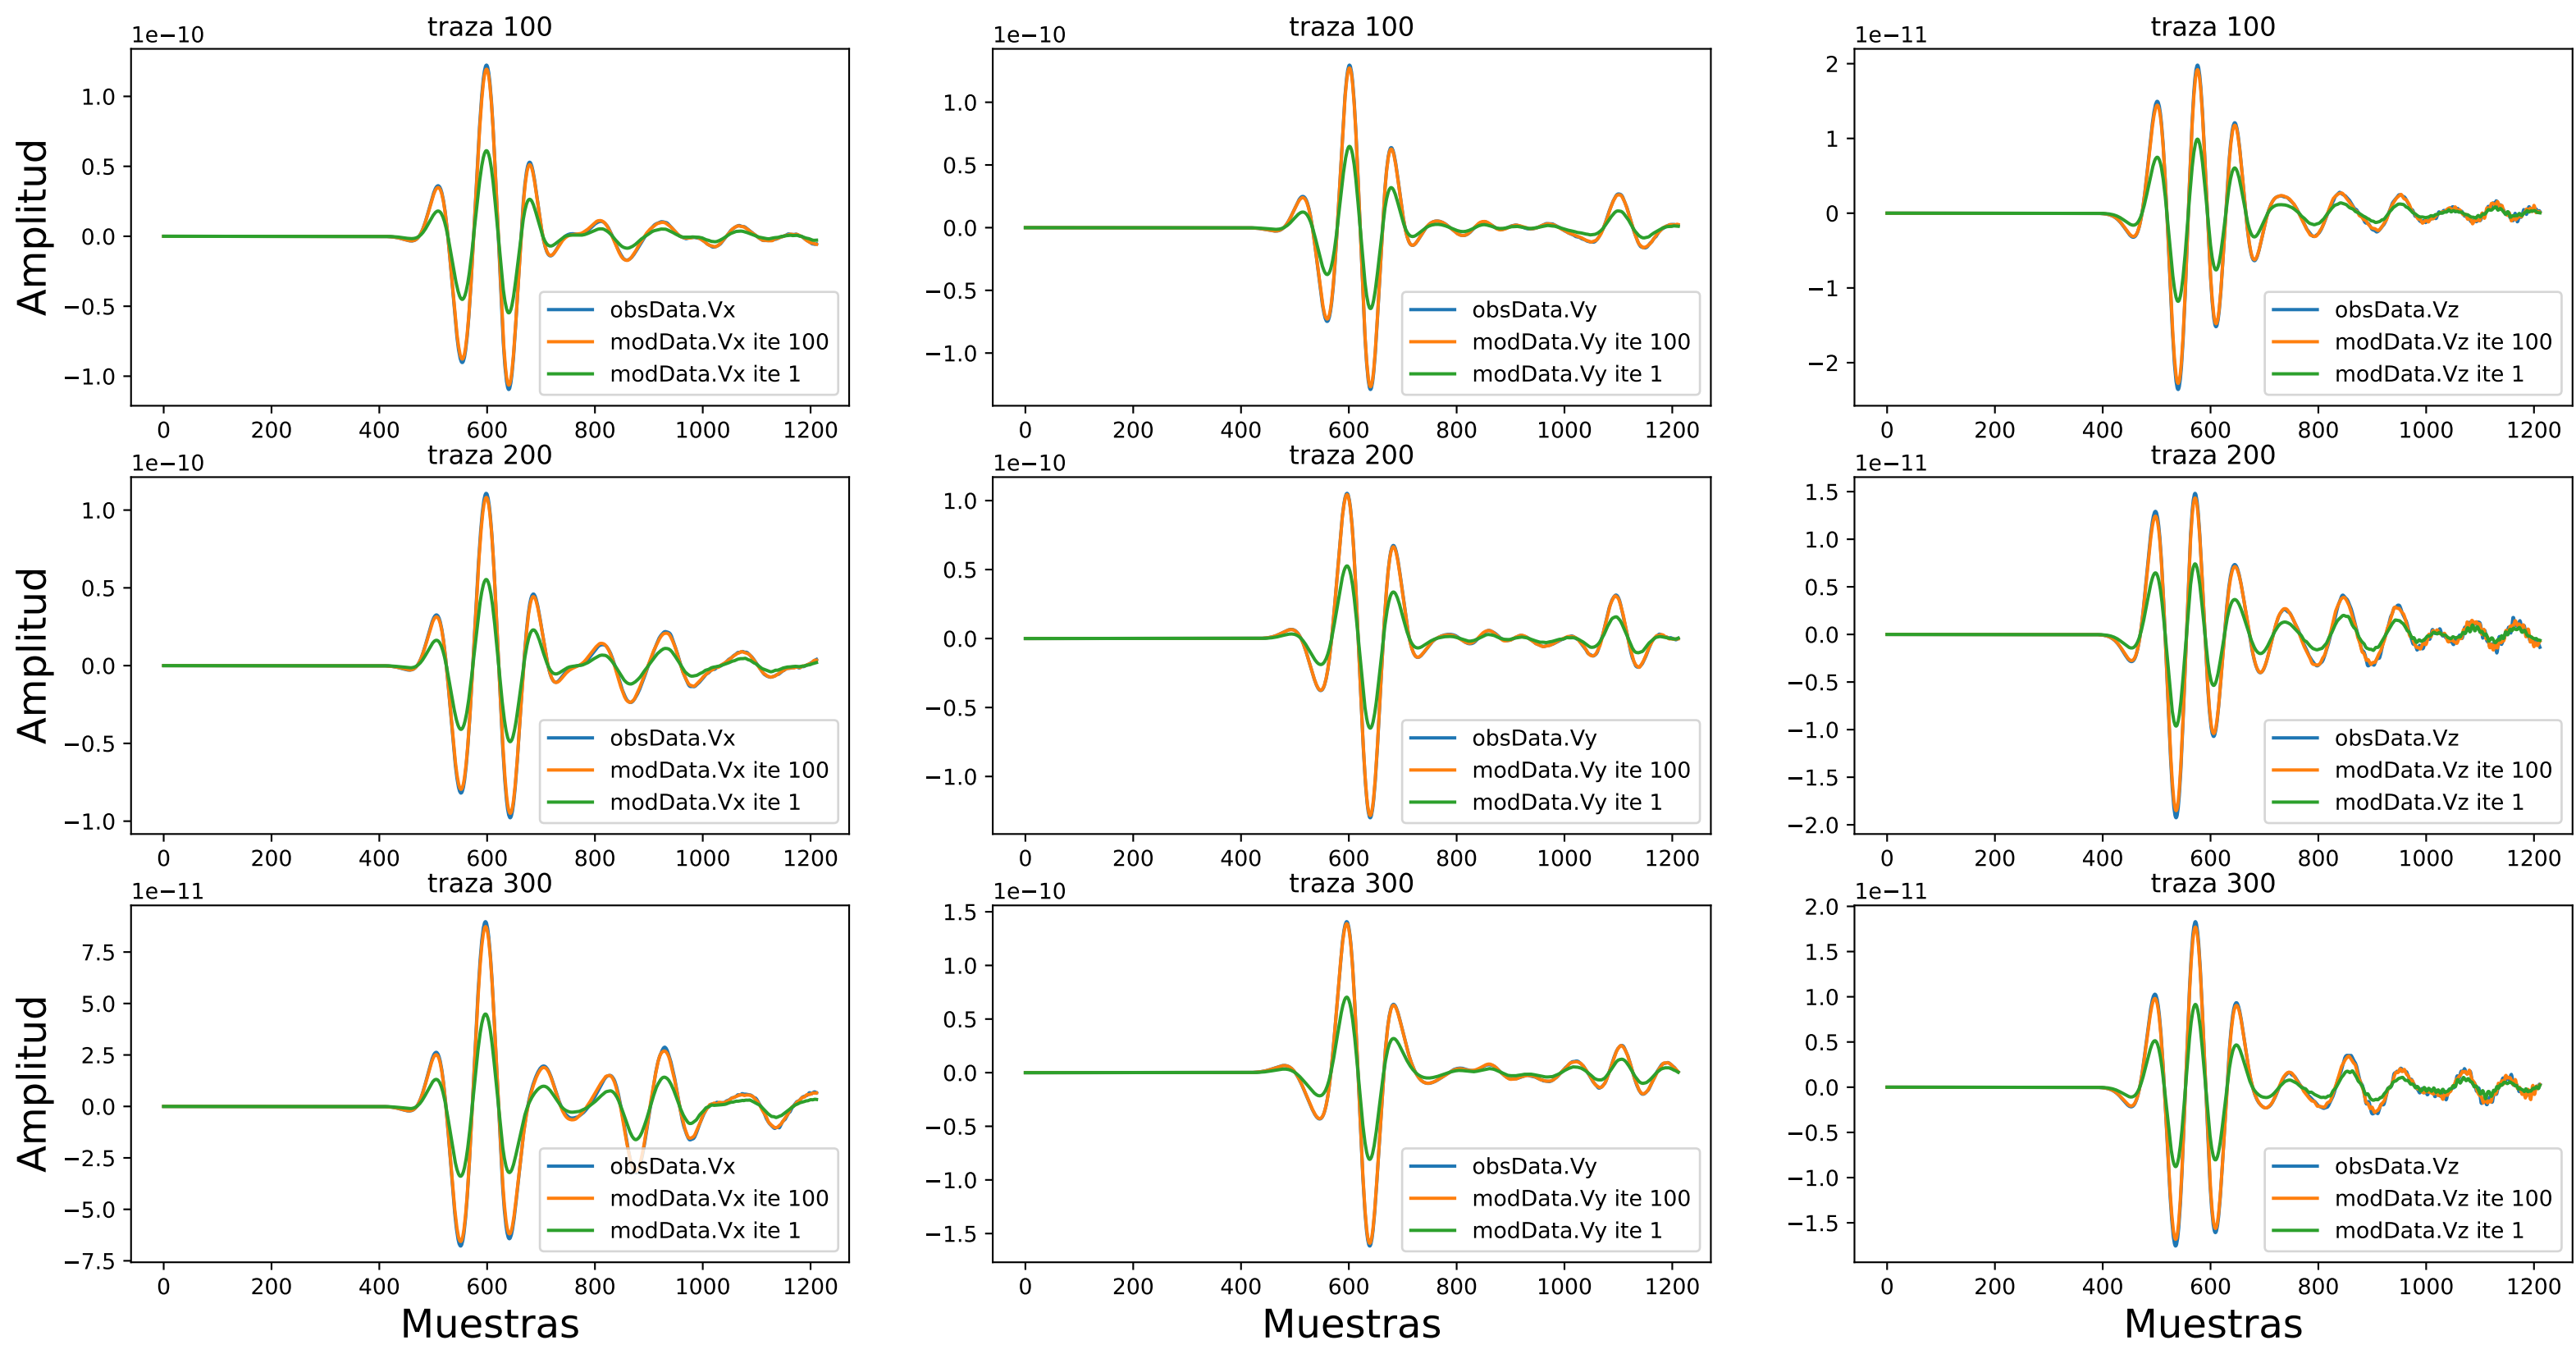 traza 100
1e−10
Amplitud
1.0
0.5
0.0
−0.5
−1.0
obsData.Vx
modData.Vx ite 100
modData.Vx ite 1
0 200 400 600 800 1000 1200
traza 100
1e−10
1.0
0.5
0.0
−0.5
−1.0
obsData.Vy
modData.Vy ite 100
modData.Vy ite 1
0 200 400 600 800 1000 1200
traza 100
1e−11
2
1
0
−1
−2
obsData.Vz
modData.Vz ite 100
modData.Vz ite 1
0 200 400 600 800 1000 1200
traza 200
1e−10
Amplitud
1.0
0.5
0.0
−0.5
−1.0
obsData.Vx
modData.Vx ite 100
modData.Vx ite 1
0 200 400 600 800 1000 1200
traza 200
1e−10
1.0
0.5
0.0
−0.5
−1.0
obsData.Vy
modData.Vy ite 100
modData.Vy ite 1
0 200 400 600 800 1000 1200
traza 200
1e−11
1.5
1.0
0.5
0.0
−0.5
−1.0
−1.5
−2.0
obsData.Vz
modData.Vz ite 100
modData.Vz ite 1
0 200 400 600 800 1000 1200
traza 300
1e−11
Amplitud
7.5
5.0
2.5
0.0
−2.5
−5.0
−7.5
obsData.Vx
modData.Vx ite 100
modData.Vx ite 1
0 200 400 600 800 1000 1200
Muestras
traza 300
1e−10
1.5
1.0
0.5
0.0
−0.5
−1.0
−1.5
obsData.Vy
modData.Vy ite 100
modData.Vy ite 1
0 200 400 600 800 1000 1200
Muestras
traza 300
1e−11
2.0
1.5
1.0
0.5
0.0
−0.5
−1.0
−1.5
obsData.Vz
modData.Vz ite 100
modData.Vz ite 1
0 200 400 600 800 1000 1200
Muestras